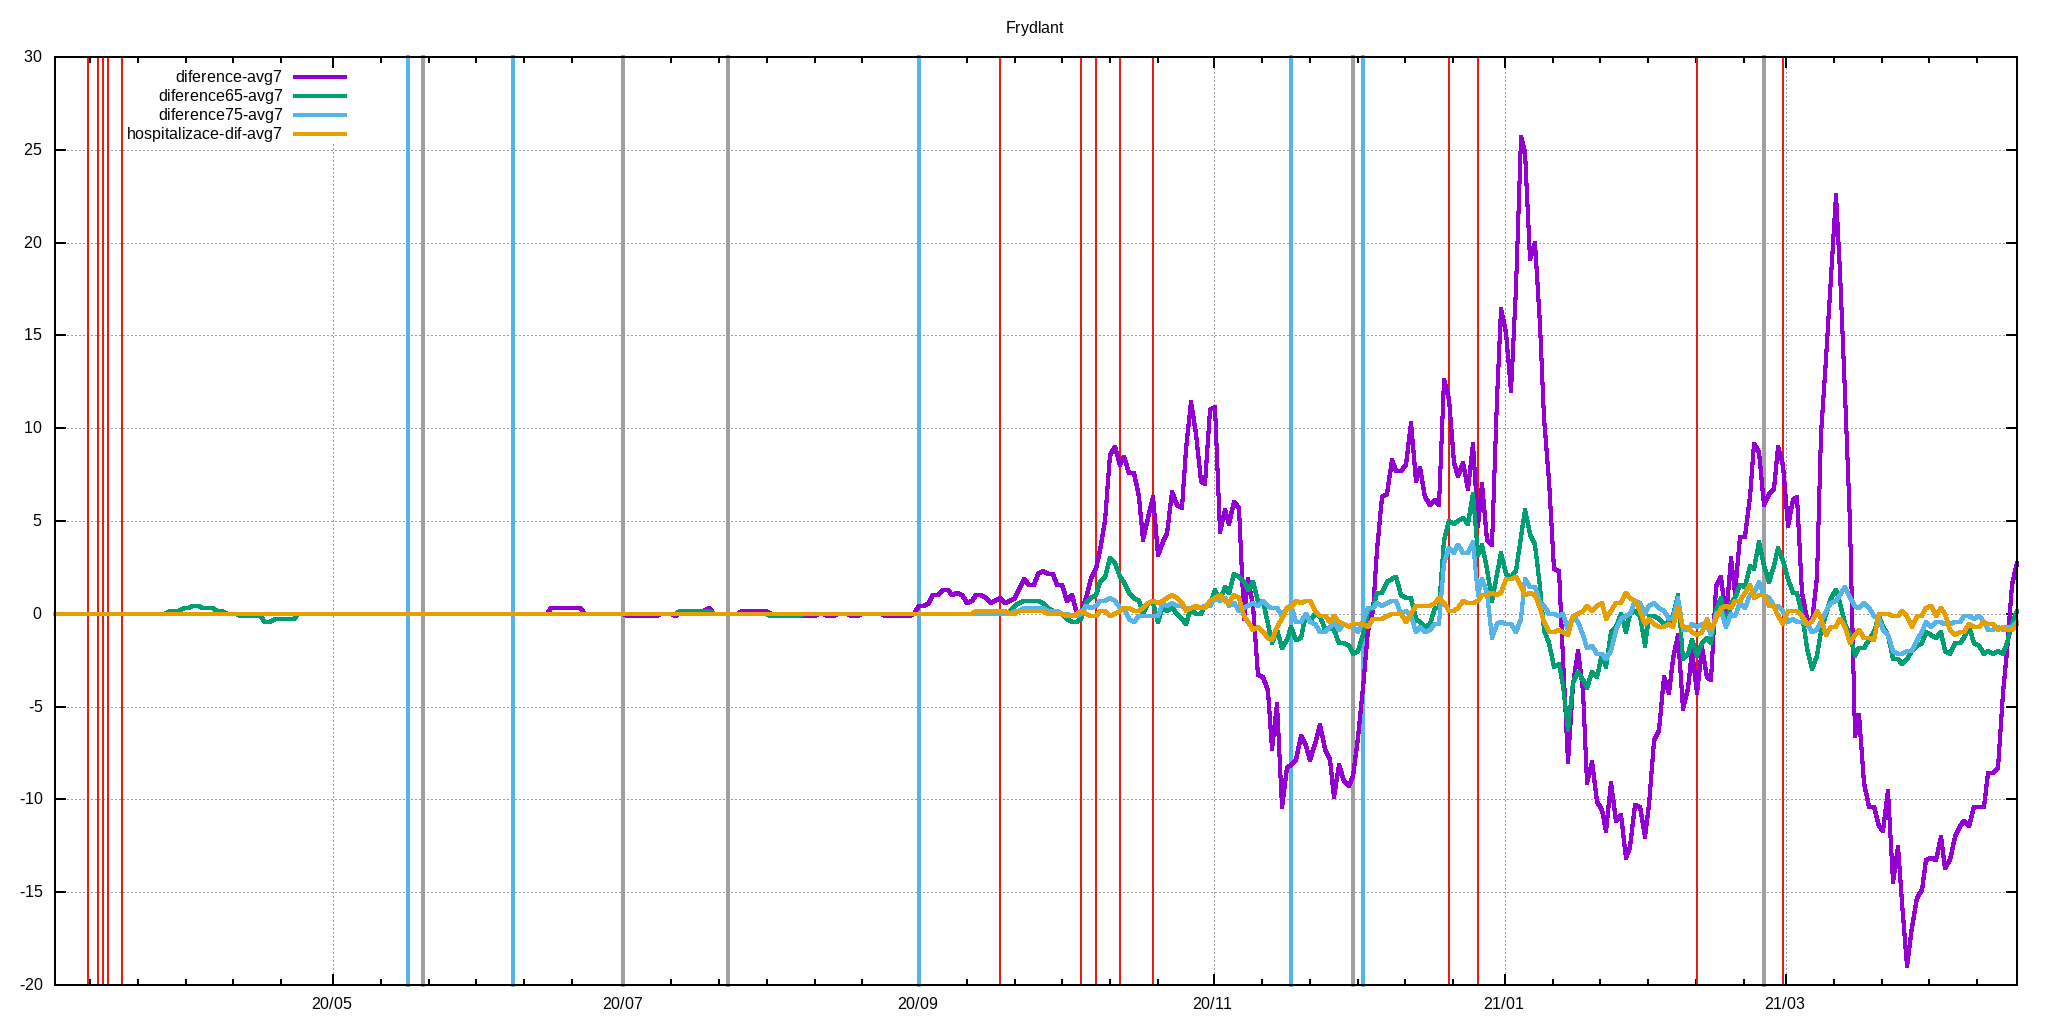 Frydlant
30
25
20
15
10
5
0
-5
-10
-15
-20
diference-avg7
diference65-avg7
diference75-avg7
hospitalizace-dif-avg7
20/05 20/07 20/09 20/11 21/01 21/03